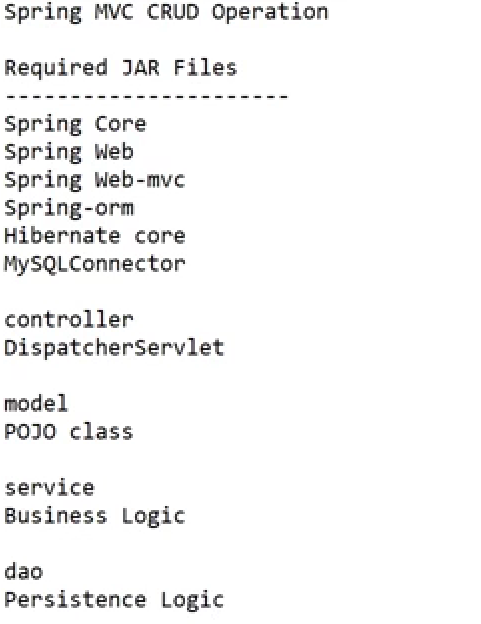 Spring MVC CRUD Operation
Required JAR Files
----------------------
Spring Core
Spring Web
Spring Web-mvc
Spring-orm
Hibernate core
MySQLConnector
controller
DispatcherServlet
model
POJO class
service
Business Logic
dao
Persistence Logic